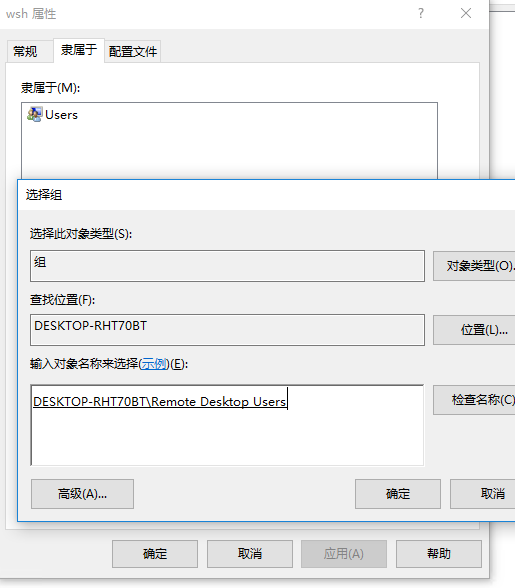 wsh 属性
常规
隶属于
配置文件
隶属于(M):
Users
选择组
选择此对象类型(S):
组
对象类型(O)...
查找位置(F):
DESKTOP-RHT70BT
位置(L)...
输入对象名称来选择(示例)(E):
DESKTOP-RHT70BT\Remote Desktop Users
检查名称(C)
高级(A)...
确定
取消
确定
取消
应用(A)
帮助